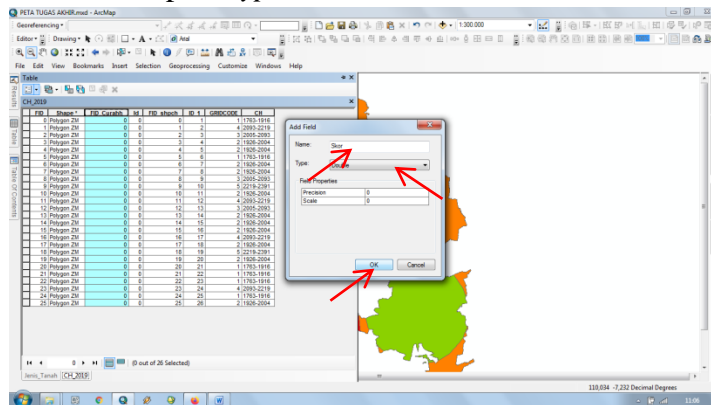 PETA TUGAS AKHIR.mxd - ArcMap
Georeferencing
1:300.000
Editor Drawing A Arial
File Edit View Bookmarks Insert Selection Geoprocessing Customize Windows Help
Table
CH_2019
FID Shape * FID_Curahh Id FID_shpch ID_1 GRIDCODE CH
0 Polygon ZM 0 0 0 1 1 1763-1916
1 Polygon ZM 0 0 1 2 4 2093-2219
2 Polygon ZM 0 0 2 3 3 2005-2093
3 Polygon ZM 0 0 3 4 2 1926-2004
4 Polygon ZM 0 0 4 5 2 1926-2004
5 Polygon ZM 0 0 5 6 1 1763-1916
6 Polygon ZM 0 0 6 7 2 1926-2004
7 Polygon ZM 0 0 7 8 2 1926-2004
8 Polygon ZM 0 0 8 9 3 2005-2093
9 Polygon ZM 0 0 9 10 5 2219-2391
10 Polygon ZM 0 0 10 11 2 1926-2004
11 Polygon ZM 0 0 11 12 4 2093-2219
12 Polygon ZM 0 0 12 13 3 2005-2093
13 Polygon ZM 0 0 13 14 2 1926-2004
14 Polygon ZM 0 0 14 15 2 1926-2004
15 Polygon ZM 0 0 15 16 2 1926-2004
16 Polygon ZM 0 0 16 17 4 2093-2219
17 Polygon ZM 0 0 17 18 2 1926-2004
18 Polygon ZM 0 0 18 19 5 2219-2391
19 Polygon ZM 0 0 19 20 2 1926-2004
20 Polygon ZM 0 0 20 21 1 1763-1916
21 Polygon ZM 0 0 21 22 1 1763-1916
22 Polygon ZM 0 0 22 23 1 1763-1916
23 Polygon ZM 0 0 23 24 4 2093-2219
24 Polygon ZM 0 0 24 25 1 1763-1916
25 Polygon ZM 0 0 25 26 2 1926-2004
0 (0 out of 26 Selected)
Jenis_Tanah CH_2019
Results
Table
Table Of Contents
Add Field
Name: Skor
Type: Double
Field Properties
Precision 0
Scale 0
OK Cancel
110,034 -7,232 Decimal Degrees
11:06